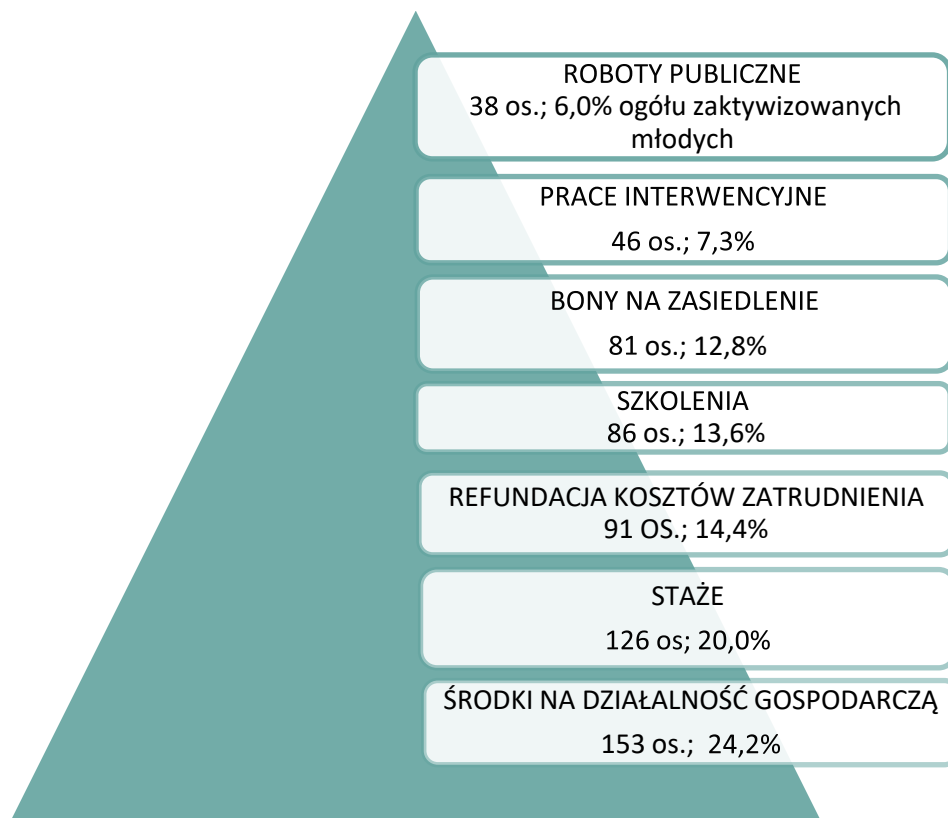 ROBOTY PUBLICZNE
38 os.; 6,0% ogółu zaktywizowanych
młodych
PRACE INTERWENCYJNE
46 os.; 7,3%
BONY NA ZASIEDLENIE
81 os.; 12,8%
SZKOLENIA
86 os.; 13,6%
REFUNDACJA KOSZTÓW ZATRUDNIENIA
91 OS.; 14,4%
STAŻE
126 os; 20,0%
ŚRODKI NA DZIAŁALNOŚĆ GOSPODARCZĄ
153 os.; 24,2%